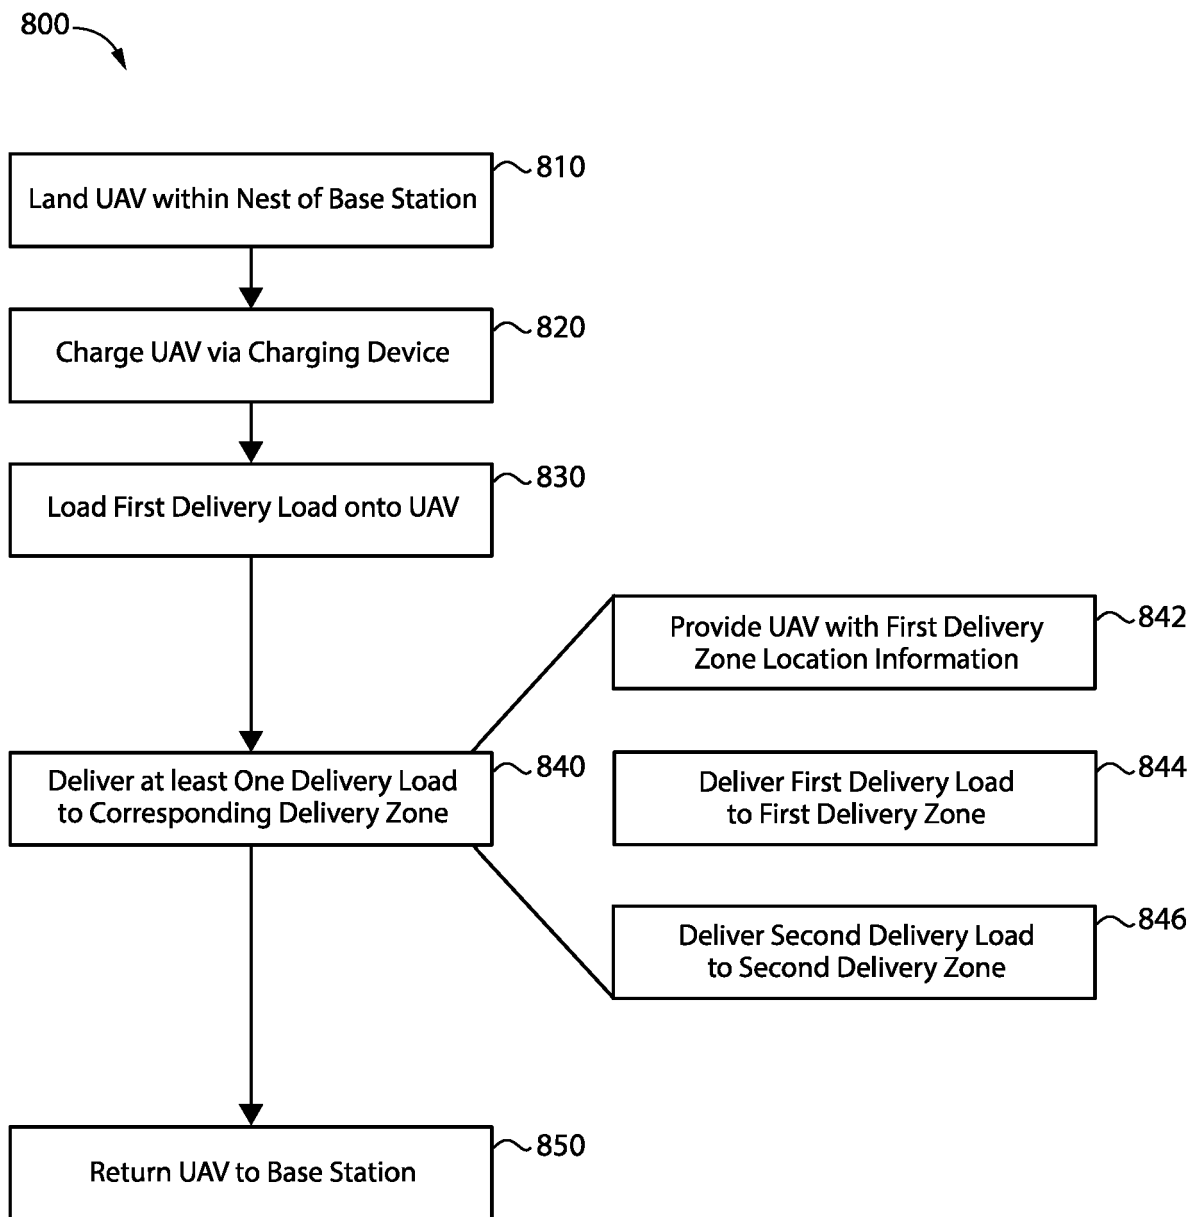 800
810
Land UAV within Nest of Base Station
820
Charge UAV via Charging Device
830
Load First Delivery Load onto UAV
842
Provide UAV with First Delivery
Zone Location Information
840
Deliver at least One Delivery Load
to Corresponding Delivery Zone
844
Deliver First Delivery Load
to First Delivery Zone
846
Deliver Second Delivery Load
to Second Delivery Zone
850
Return UAV to Base Station